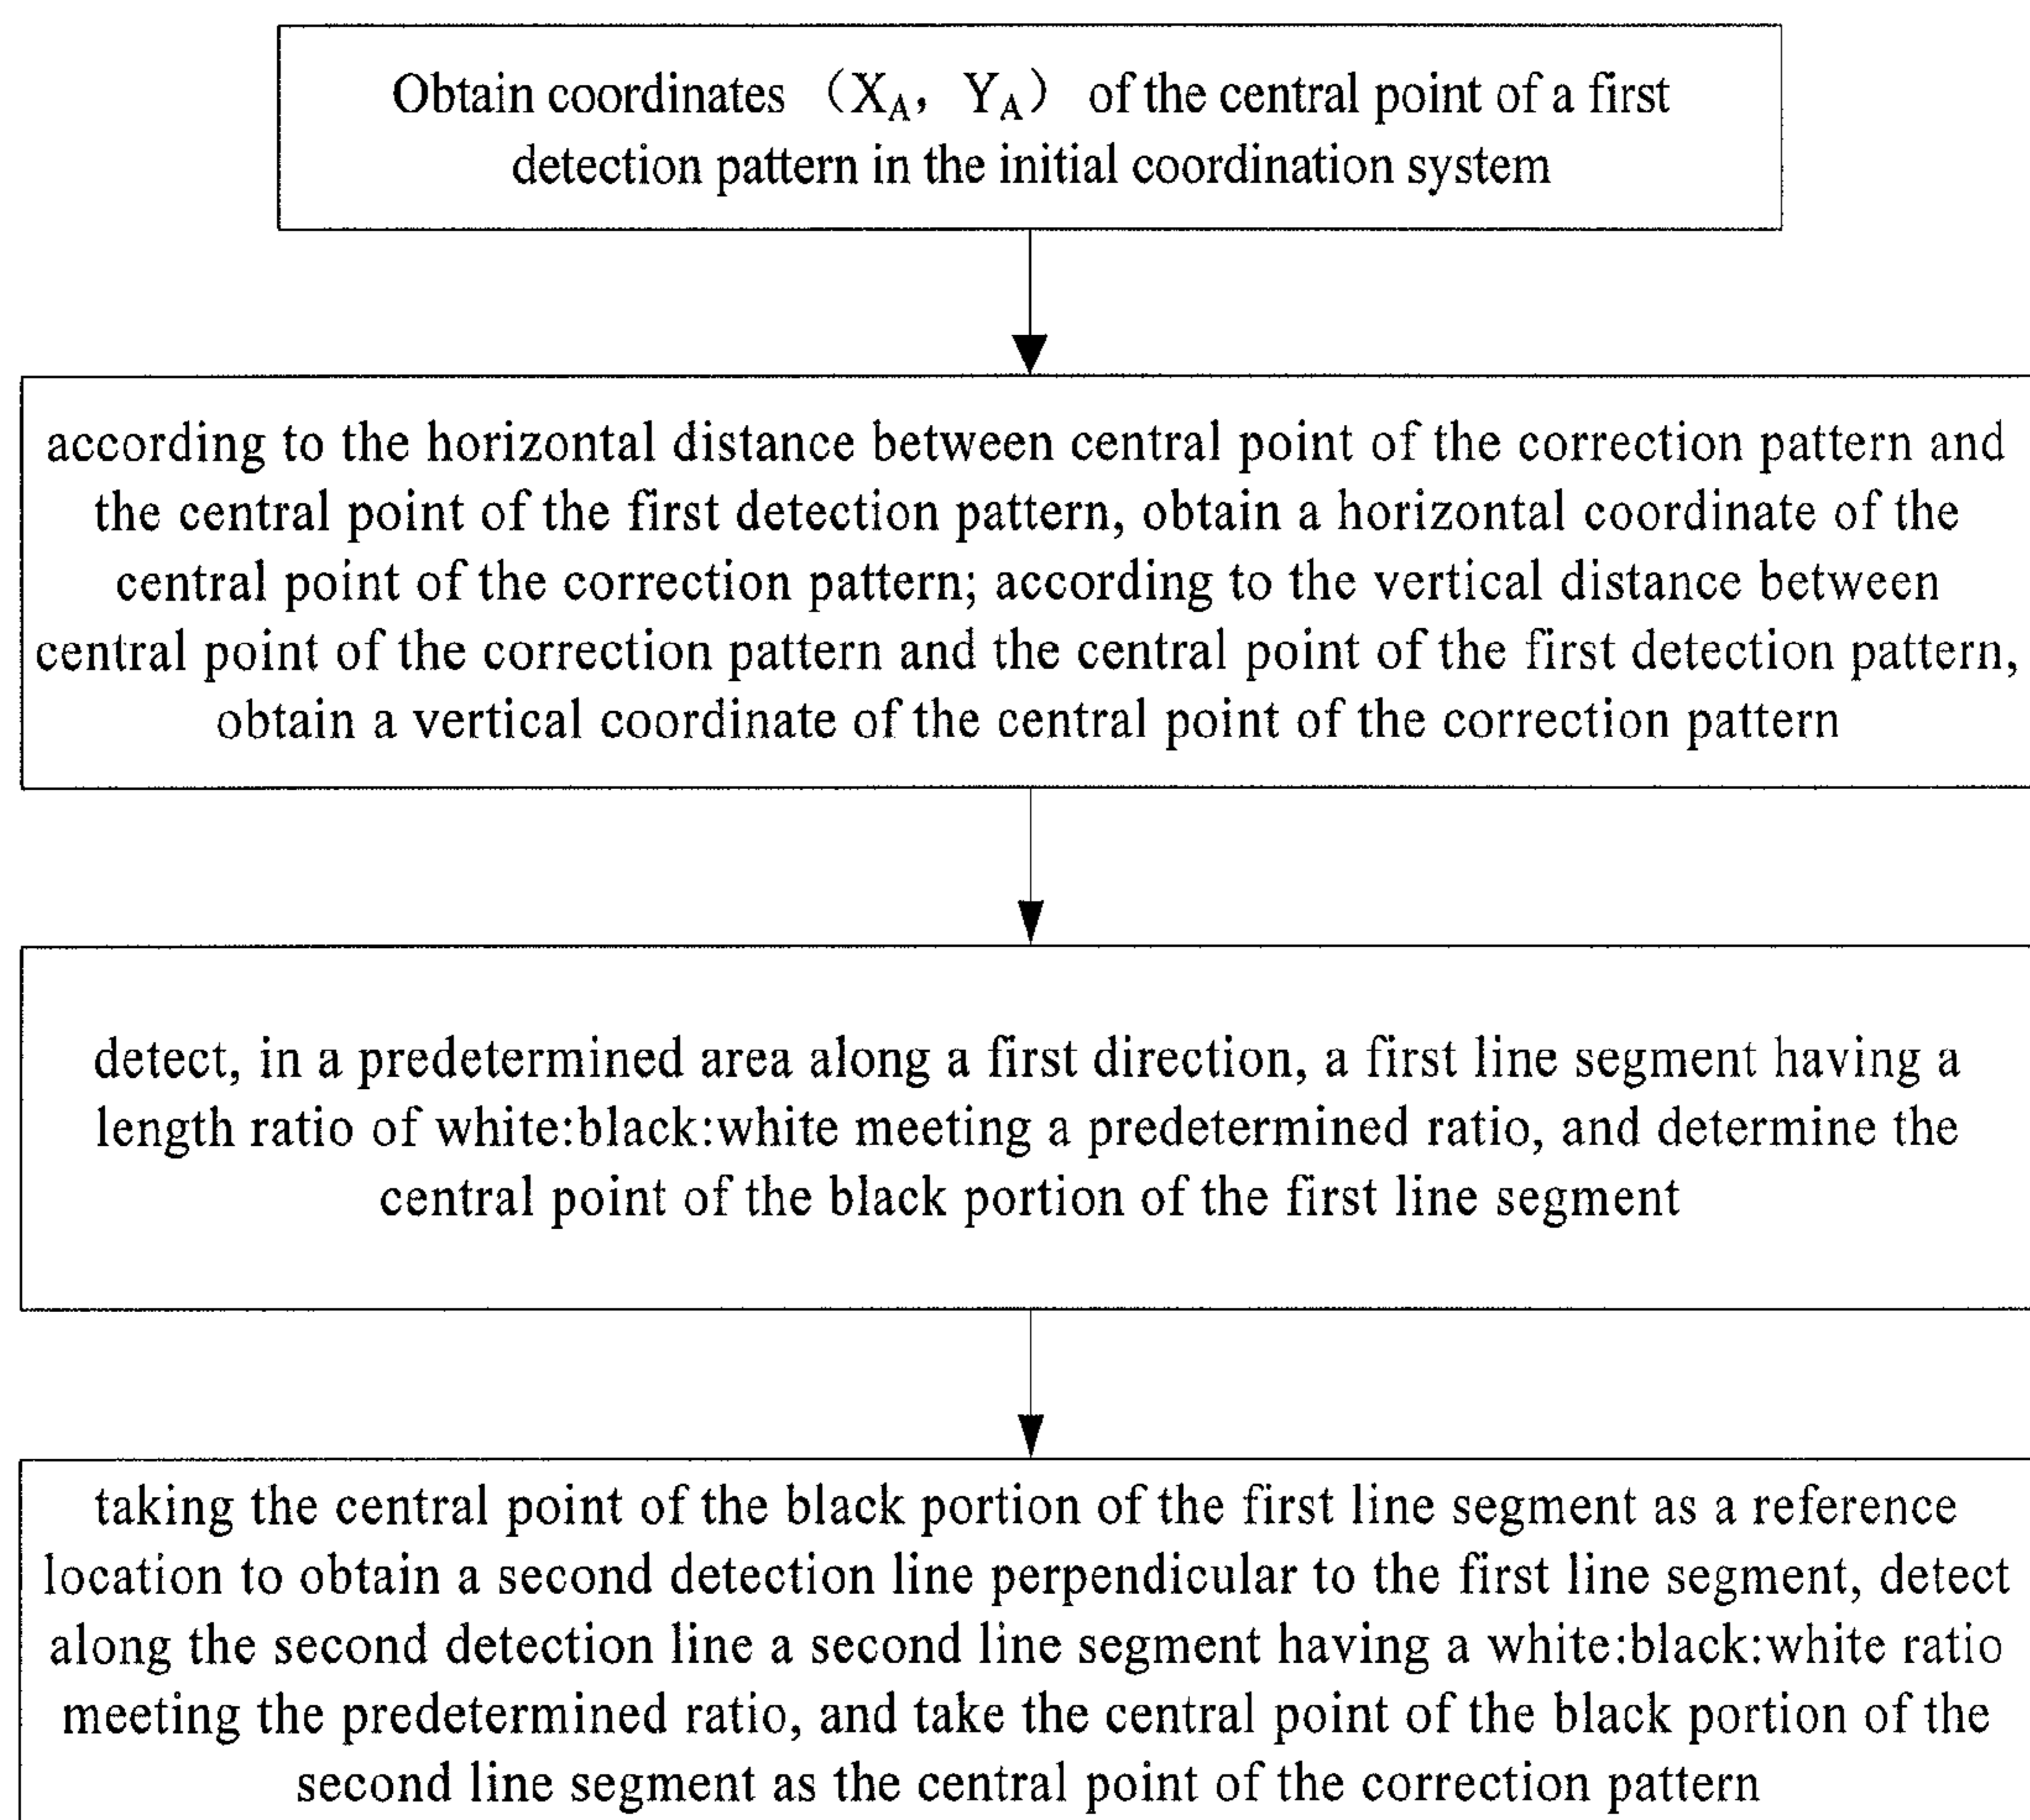 Obtain coordinates （X_A， Y_A） of the central point of a first
detection pattern in the initial coordination system
according to the horizontal distance between central point of the correction pattern and
the central point of the first detection pattern, obtain a horizontal coordinate of the
central point of the correction pattern; according to the vertical distance between
central point of the correction pattern and the central point of the first detection pattern,
obtain a vertical coordinate of the central point of the correction pattern
detect, in a predetermined area along a first direction, a first line segment having a
length ratio of white:black:white meeting a predetermined ratio, and determine the
central point of the black portion of the first line segment
taking the central point of the black portion of the first line segment as a reference
location to obtain a second detection line perpendicular to the first line segment, detect
along the second detection line a second line segment having a white:black:white ratio
meeting the predetermined ratio, and take the central point of the black portion of the
second line segment as the central point of the correction pattern